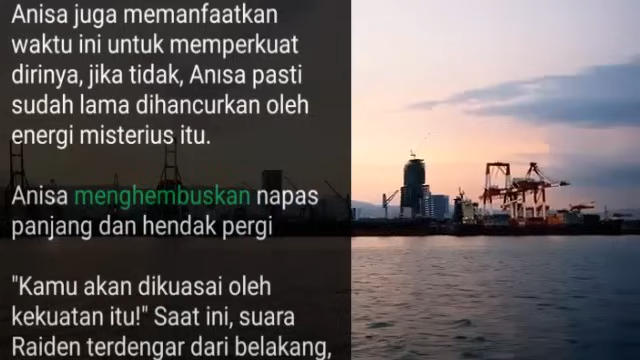 Anisa juga memanfaatkan
waktu ini untuk memperkuat
dirinya, jika tidak, Anisa pasti
sudah lama dihancurkan oleh
energi misterius itu.
Anisa menghembuskan napas
panjang dan hendak pergi
"Kamu akan dikuasai oleh
kekuatan itu!" Saat ini, suara
Raiden terdengar dari belakang,